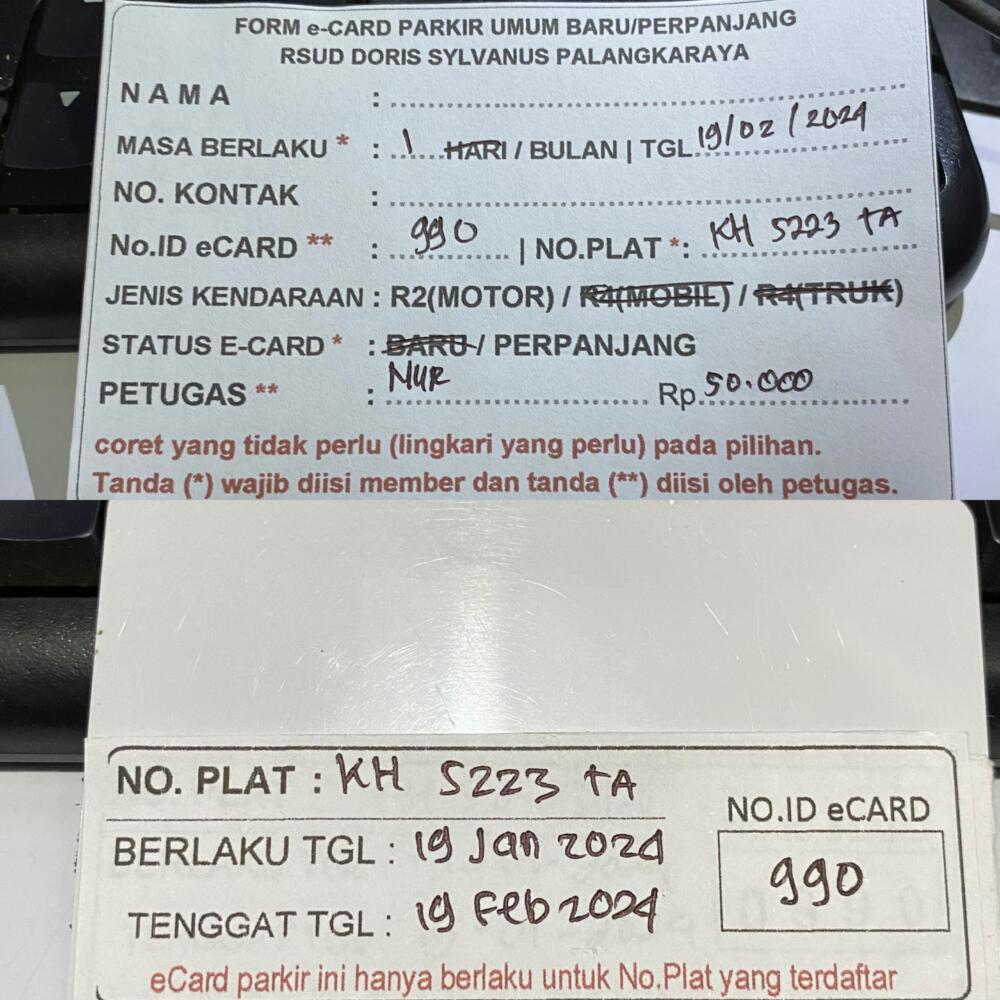 FORM e-CARD PARKIR UMUM BARU/PERPANJANG
RSUD DORIS SYLVANUS PALANGKARAYA
NAMA :
MASA BERLAKU * : 1 HARI / BULAN | TGL 19/02/2024
NO. KONTAK :
No.ID eCARD ** : 990 | NO.PLAT *: KH 5223 TA
JENIS KENDARAAN : R2(MOTOR) / R4(MOBIL) / R4(TRUK)
STATUS E-CARD * : BARU / PERPANJANG
PETUGAS ** : NUR Rp. 50.000
coret yang tidak perlu (lingkari yang perlu) pada pilihan.
Tanda (*) wajib diisi member dan tanda (**) diisi oleh petugas.
NO. PLAT : KH 5223 TA
NO.ID eCARD
BERLAKU TGL : 19 Jan 2024
990
TENGGAT TGL : 19 Feb 2024
eCard parkir ini hanya berlaku untuk No.Plat yang terdaftar